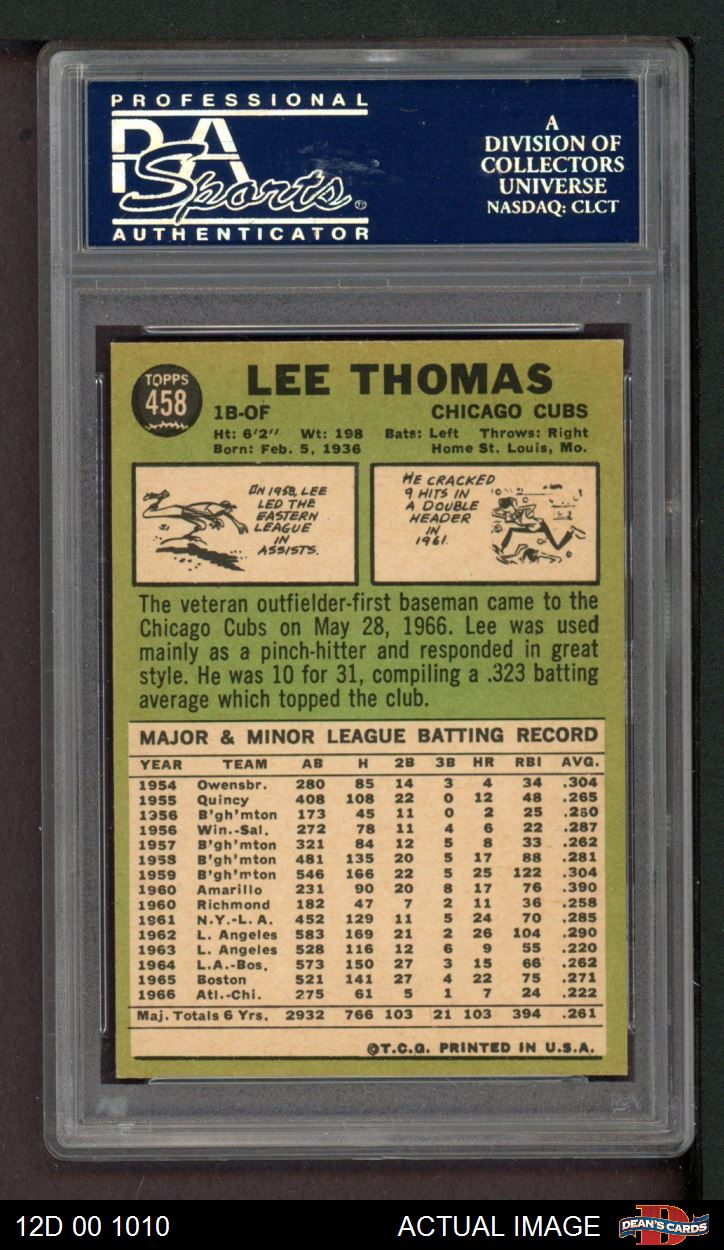 PROFESSIONAL
PSA
Sports
AUTHENTICATOR
A
DIVISION OF
COLLECTORS
UNIVERSE
NASDAQ: CLCT
TOPPS
458
LEE THOMAS
1B-OF CHICAGO CUBS
Ht: 6'2" Wt: 198 Bats: Left Throws: Right
Born: Feb. 5, 1936 Home St. Louis, Mo.
IN 1958, LEE
LED THE
EASTERN
LEAGUE
IN
ASSISTS.
HE CRACKED
9 HITS IN
A DOUBLE
HEADER
IN
1961.
The veteran outfielder-first baseman came to the
Chicago Cubs on May 28, 1966. Lee was used
mainly as a pinch-hitter and responded in great
style. He was 10 for 31, compiling a .323 batting
average which topped the club.
MAJOR & MINOR LEAGUE BATTING RECORD
YEAR TEAM AB H 2B 3B HR RBI AVG.
1954 Owensbr. 280 85 14 3 4 34 .304
1955 Quincy 408 108 22 0 12 48 .265
1956 B'gh'mton 173 45 11 0 2 25 .260
1956 Win.-Sal. 272 78 11 4 6 22 .287
1957 B'gh'mton 321 84 12 5 8 33 .262
1958 B'gh'mton 481 135 20 5 17 88 .281
1959 B'gh'mton 546 166 22 5 25 122 .304
1960 Amarillo 231 90 20 8 17 76 .390
1960 Richmond 182 47 7 2 11 36 .258
1961 N.Y.-L.A. 452 129 11 5 24 70 .285
1962 L. Angeles 583 169 21 2 26 104 .290
1963 L. Angeles 528 116 12 6 9 55 .220
1964 L.A.-Bos. 573 150 27 3 15 66 .262
1965 Boston 521 141 27 4 22 75 .271
1966 Atl.-Chi. 275 61 5 1 7 24 .222
Maj. Totals 6 Yrs. 2932 766 103 21 103 394 .261
©T.C.G. PRINTED IN U.S.A.
12D 00 1010 ACTUAL IMAGE
DEAN'S CARDS